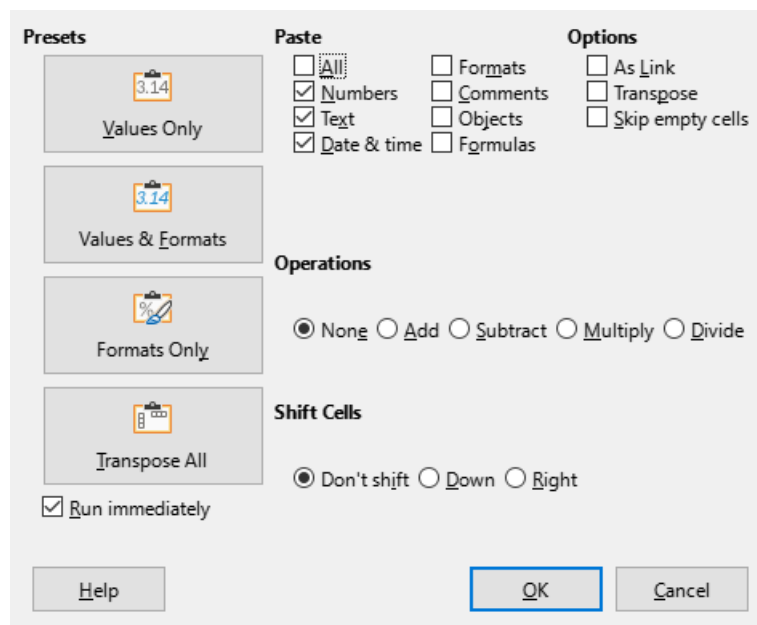 Presets
3.14
Values Only
3.14
Values & Formats
%
Formats Only
Transpose All
Run immediately
Paste
All
Numbers
Text
Date & time
Formats
Comments
Objects
Formulas
Options
As Link
Transpose
Skip empty cells
Operations
None Add Subtract Multiply Divide
Shift Cells
Don't shift Down Right
Help OK Cancel